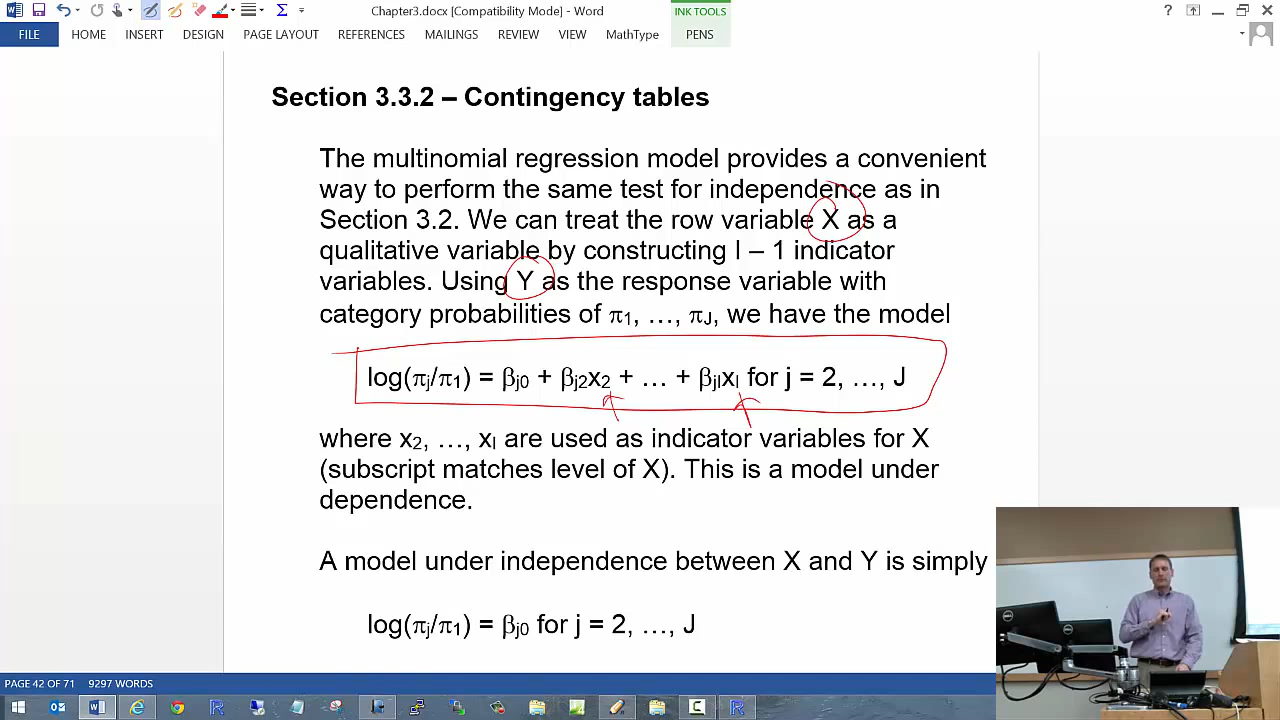 Chapter3.docx [Compatibility Mode] - Word
INK TOOLS
FILE HOME INSERT DESIGN PAGE LAYOUT REFERENCES MAILINGS REVIEW VIEW MathType PENS
Section 3.3.2 – Contingency tables
The multinomial regression model provides a convenient
way to perform the same test for independence as in
Section 3.2. We can treat the row variable X as a
qualitative variable by constructing I – 1 indicator
variables. Using Y as the response variable with
category probabilities of π1, …, πJ, we have the model
log(πj/π1) = βj0 + βj2x2 + … + βjIxI for j = 2, …, J
where x2, …, xI are used as indicator variables for X
(subscript matches level of X). This is a model under
dependence.
A model under independence between X and Y is simply
log(πj/π1) = βj0 for j = 2, …, J
PAGE 42 OF 71 9297 WORDS